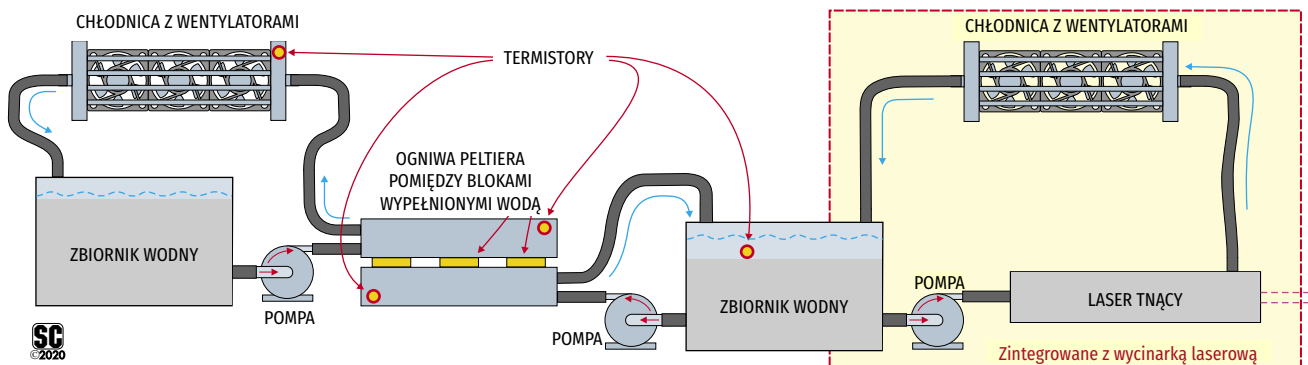 CHŁODNICA Z WENTYLATORAMI
TERMISTORY
CHŁODNICA Z WENTYLATORAMI
OGNIWA PELTIERA
POMIĘDZY BLOKAMI
WYPEŁNIONYMI WODĄ
ZBIORNIK WODNY
POMPA
POMPA
ZBIORNIK WODNY
POMPA
LASER TNĄCY
Zintegrowane z wycinarką laserową
SC
©2020